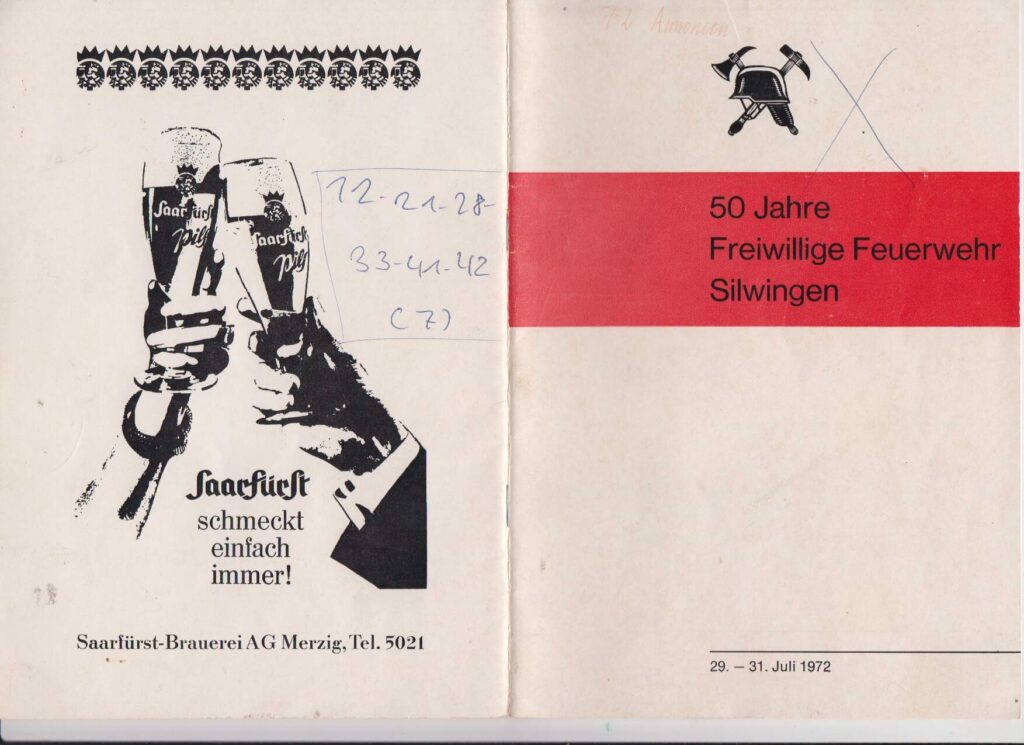 Saarfürst
Pils
Saarfürst
Pils
12-21-28-
33-41-42
(7)
Saarfürst
schmeckt
einfach
immer!
Saarfürst-Brauerei AG Merzig, Tel. 5021
50 Jahre
Freiwillige Feuerwehr
Silwingen
29. – 31. Juli 1972